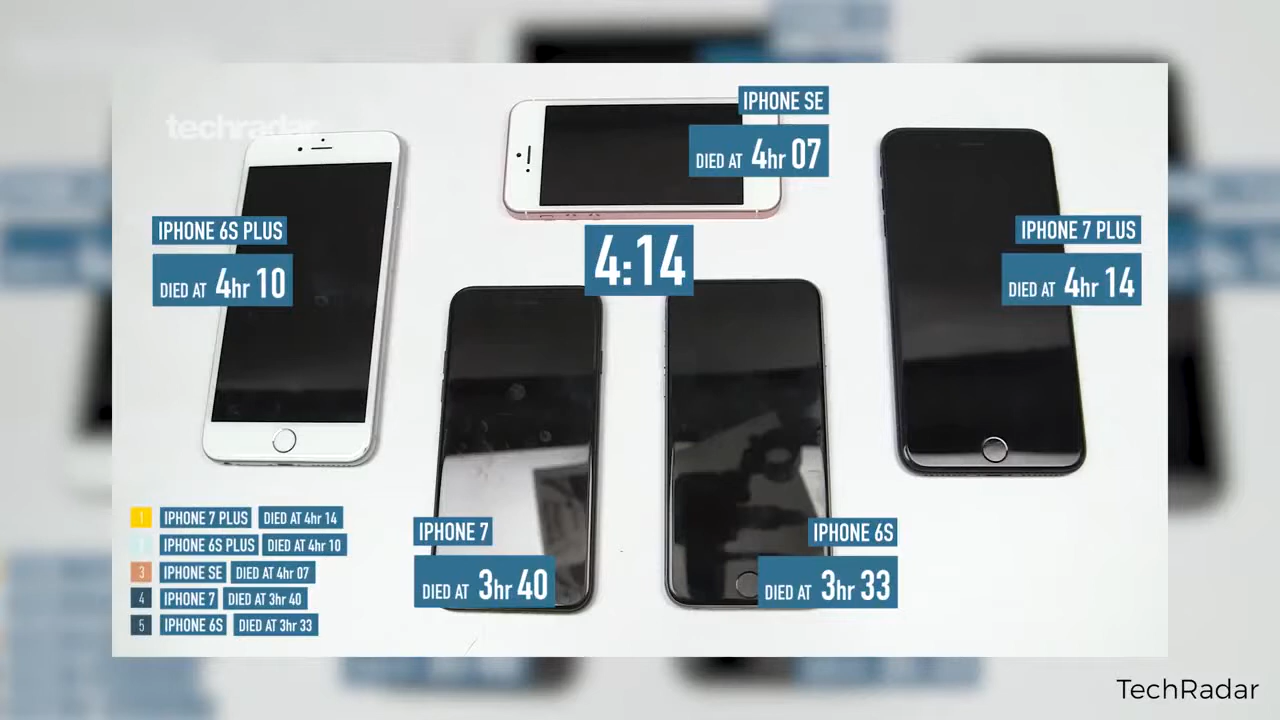 techradar
IPHONE SE
DIED AT 4hr 07
IPHONE 6S PLUS
DIED AT 4hr 10
4:14
IPHONE 7 PLUS
DIED AT 4hr 14
IPHONE 7
DIED AT 3hr 40
IPHONE 6S
DIED AT 3hr 33
1 IPHONE 7 PLUS DIED AT 4hr 14
IPHONE 6S PLUS DIED AT 4hr 10
3 IPHONE SE DIED AT 4hr 07
4 IPHONE 7 DIED AT 3hr 40
5 IPHONE 6S DIED AT 3hr 33
TechRadar